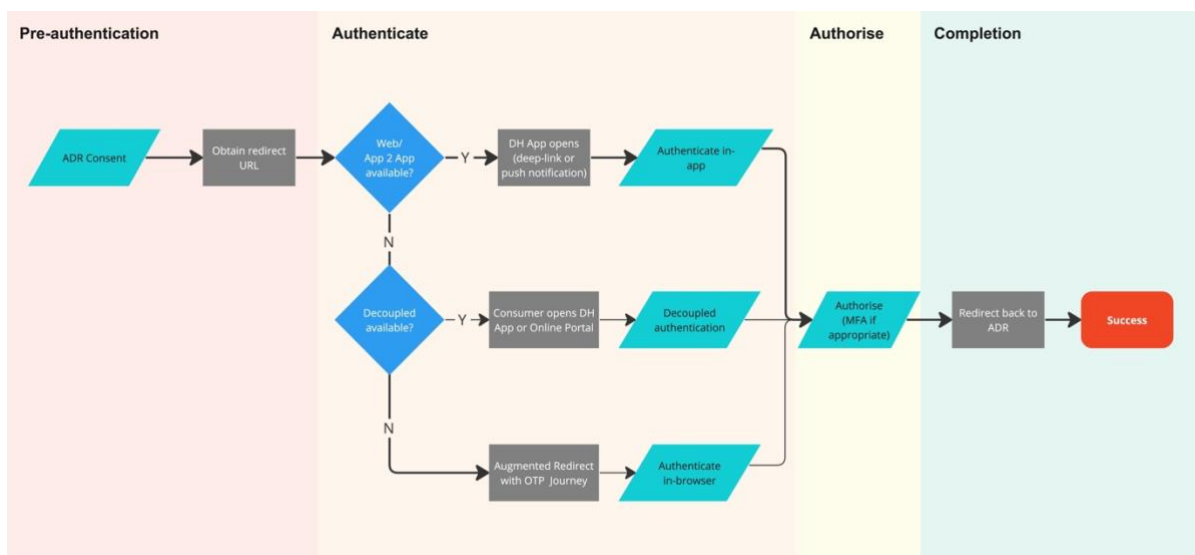 Pre-authentication
Authenticate
Authorise
Completion
ADR Consent
Obtain redirect
URL
Web/
App 2 App
available?
Y
DH App opens
(deep-link or
push notification)
Authenticate in-
app
N
Decoupled
available?
Y
Consumer opens DH
App or Online Portal
Decoupled
authentication
Authorise
(MFA if
appropriate)
Redirect back to
ADR
Success
N
Augmented Redirect
with OTP Journey
Authenticate
in-browser